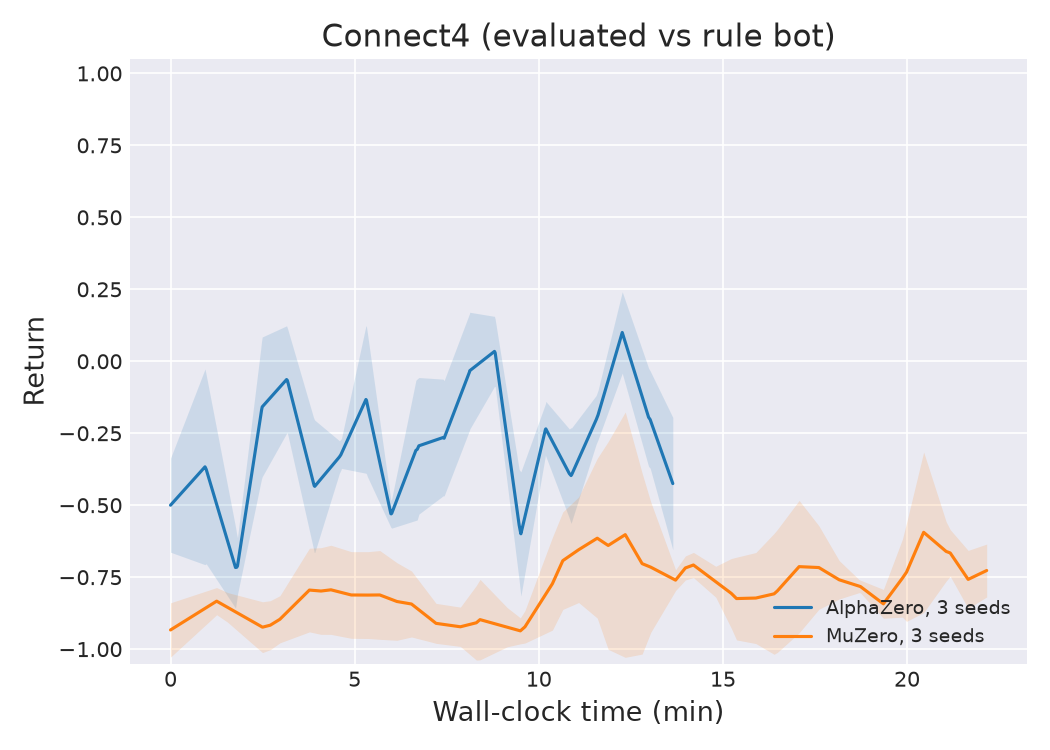 Connect4 (evaluated vs rule bot)
1.00
0.75
0.50
0.25
0.00
−0.25
−0.50
−0.75
−1.00
Return
0 5 10 15 20
Wall-clock time (min)
AlphaZero, 3 seeds
MuZero, 3 seeds